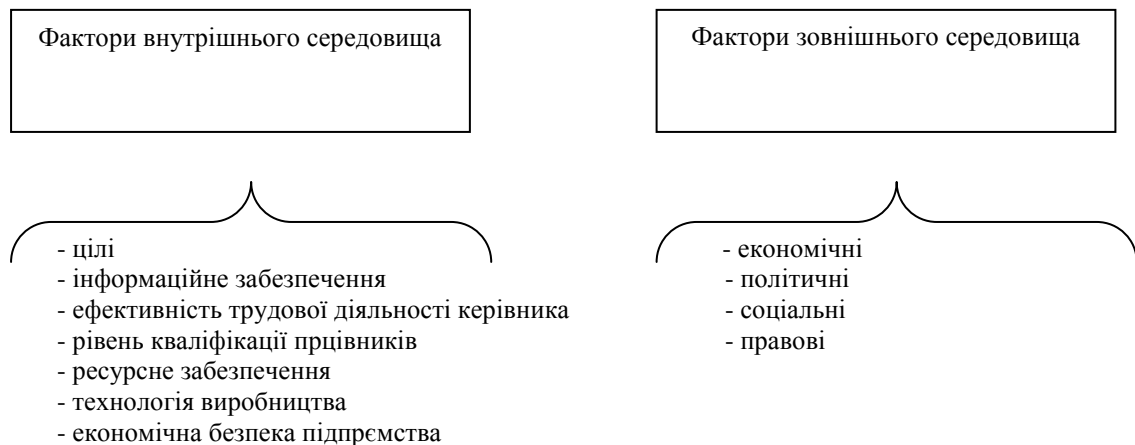 Фактори внутрішнього середовища
- цілі
- інформаційне забезпечення
- ефективність трудової діяльності керівника
- рівень кваліфікації прцівників
- ресурсне забезпечення
- технологія виробництва
- економічна безпека підпрємства
Фактори зовнішнього середовища
- економічні
- політичні
- соціальні
- правові